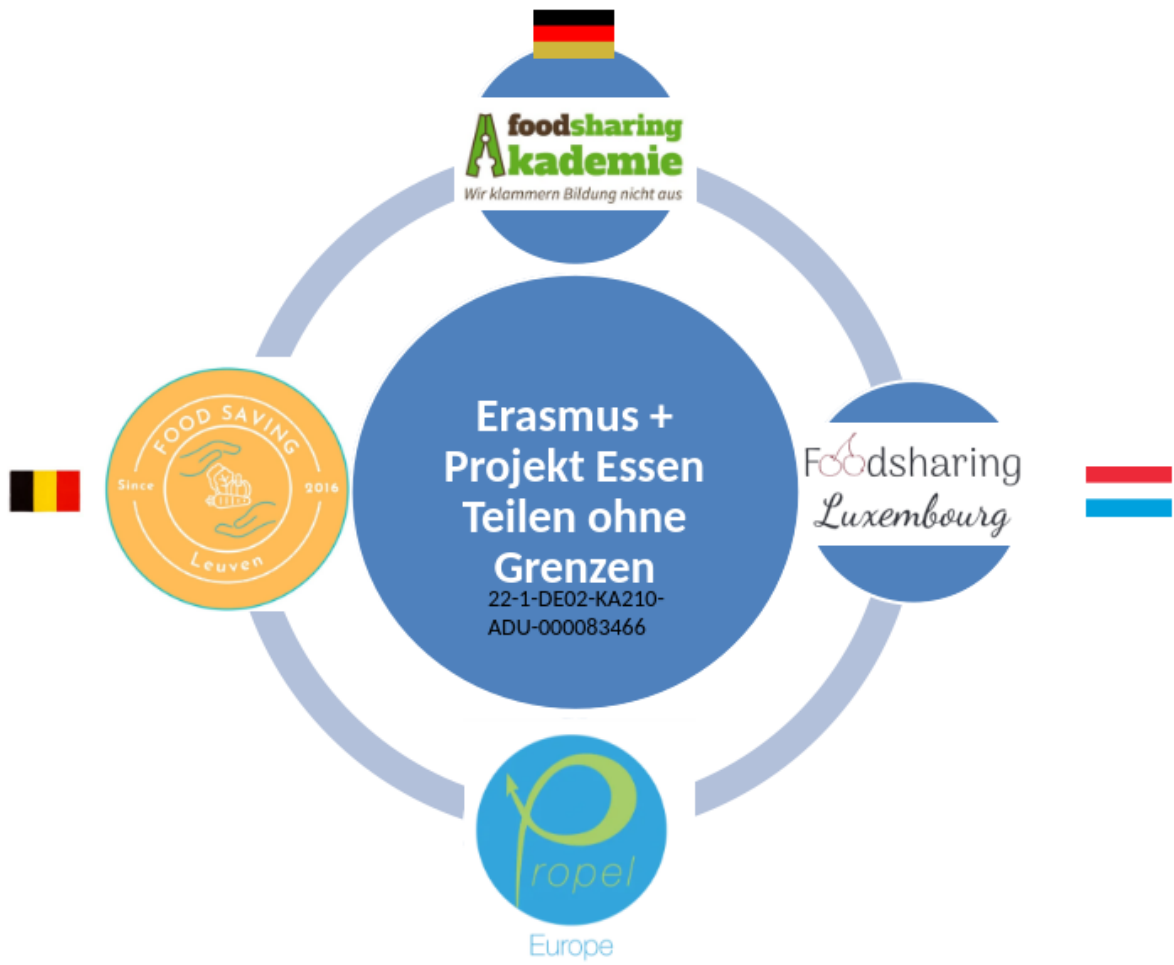 foodsharing
Akademie
Wir klammern Bildung nicht aus
FOOD SAVING
Since 2016
Leuven
Erasmus +
Projekt Essen
Teilen ohne
Grenzen
22-1-DE02-KA210-
ADU-000083466
Foodsharing
Luxembourg
Propel
Europe